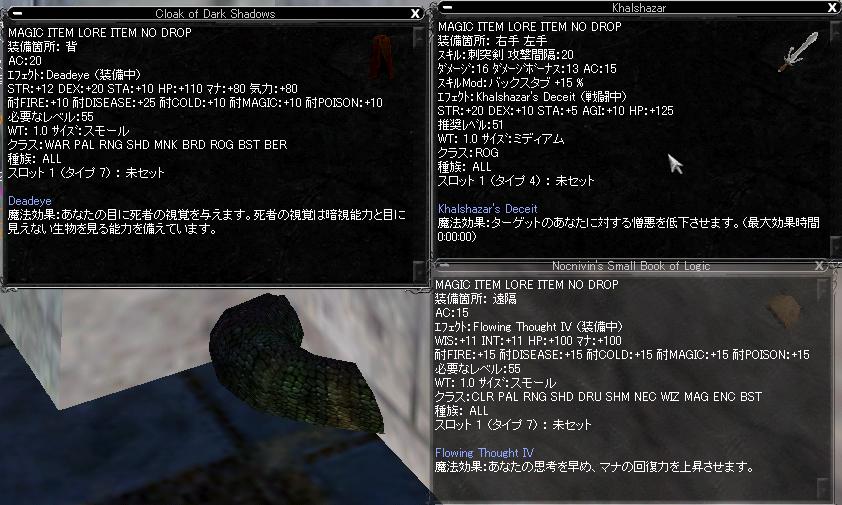 Cloak of Dark Shadows
MAGIC ITEM LORE ITEM NO DROP
装備箇所: 背
AC:20
ｴﾌｪｸﾄ:Deadeye (装備中)
STR:+12 DEX:+20 STA:+10 HP:+110 マナ:+80 気力:+80
耐FIRE:+10 耐DISEASE:+25 耐COLD:+10 耐MAGIC:+10 耐POISON:+10
必要なレベル:55
WT: 1.0 サイズ:スモール
クラス:WAR PAL RNG SHD MNK BRD ROG BST BER
種族: ALL
スロット 1 (タイプ 7) : 未セット
Deadeye
魔法効果:あなたの目に死者の視覚を与えます。死者の視覚は暗視能力と目に
見えない生物を見る能力を備えています。
Khalshazar
MAGIC ITEM LORE ITEM NO DROP
装備箇所: 右手 左手
スキル:刺突剣 攻撃間隔:20
ﾀﾞﾒｰｼﾞ:16 ﾀﾞﾒｰｼﾞﾎﾞｰﾅｽ:13 AC:15
スキルMod:バックスタブ +15 %
ｴﾌｪｸﾄ:Khalshazar's Deceit (戦闘中)
STR:+20 DEX:+10 STA:+5 AGI:+10 HP:+125
推奨レベル:51
WT: 1.0 サイズ:ミディアム
クラス:ROG
種族: ALL
スロット 1 (タイプ 4) : 未セット
Khalshazar's Deceit
魔法効果:ターゲットのあなたに対する憎悪を低下させます。(最大効果時間
0:00:00)
Nocnivin's Small Book of Logic
MAGIC ITEM LORE ITEM NO DROP
装備箇所: 遠隔
AC:15
ｴﾌｪｸﾄ:Flowing Thought IV (装備中)
WIS:+11 INT:+11 HP:+100 マナ:+100
耐FIRE:+15 耐DISEASE:+15 耐COLD:+15 耐MAGIC:+15 耐POISON:+15
必要なレベル:55
WT: 1.0 サイズ:スモール
クラス:CLR PAL RNG SHD DRU SHM NEC WIZ MAG ENC BST
種族: ALL
スロット 1 (タイプ 7) : 未セット
Flowing Thought IV
魔法効果:あなたの思考を早め、マナの回復力を上昇させます。